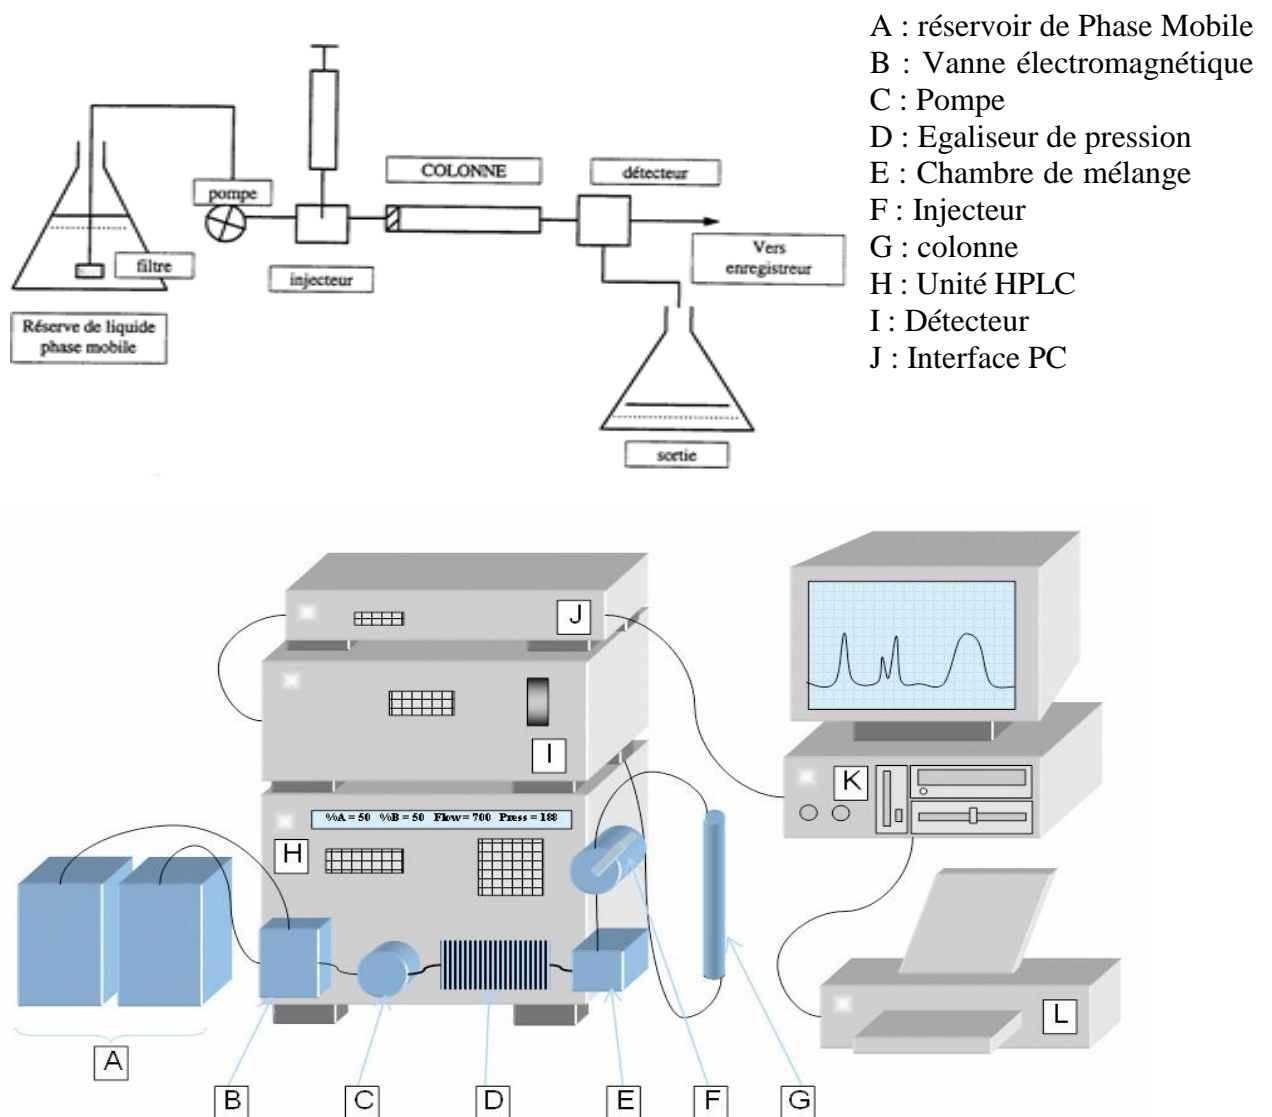 A : réservoir de Phase Mobile
B : Vanne électromagnétique
C : Pompe
D : Egaliseur de pression
E : Chambre de mélange
F : Injecteur
G : colonne
H : Unité HPLC
I : Détecteur
J : Interface PC
pompe
COLONNE
détecteur
filtre
injecteur
Vers
enregistreur
Réserve de liquide
phase mobile
sortie
J
I
K
%A = 50 %B = 50 Flow = 700 Press = 188
H
L
A
B
C
D
E
F
G